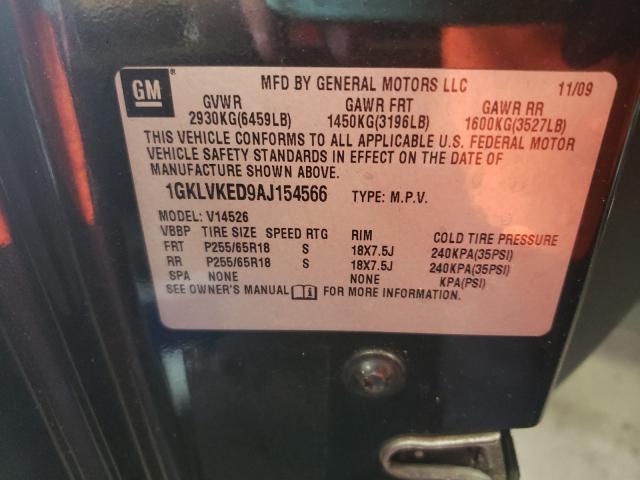 GM ® MFD BY GENERAL MOTORS LLC 11/09
GVWR GAWR FRT GAWR RR
2930KG(6459LB) 1450KG(3196LB) 1600KG(3527LB)
THIS VEHICLE CONFORMS TO ALL APPLICABLE U.S. FEDERAL MOTOR
VEHICLE SAFETY STANDARDS IN EFFECT ON THE DATE OF
MANUFACTURE SHOWN ABOVE.
1GKLVKED9AJ154566 TYPE: M.P.V.
MODEL: V14526
VBBP TIRE SIZE SPEED RTG RIM COLD TIRE PRESSURE
FRT P255/65R18 S 18X7.5J 240KPA(35PSI)
RR P255/65R18 S 18X7.5J 240KPA(35PSI)
SPA NONE NONE KPA(PSI)
SEE OWNER'S MANUAL i FOR MORE INFORMATION.